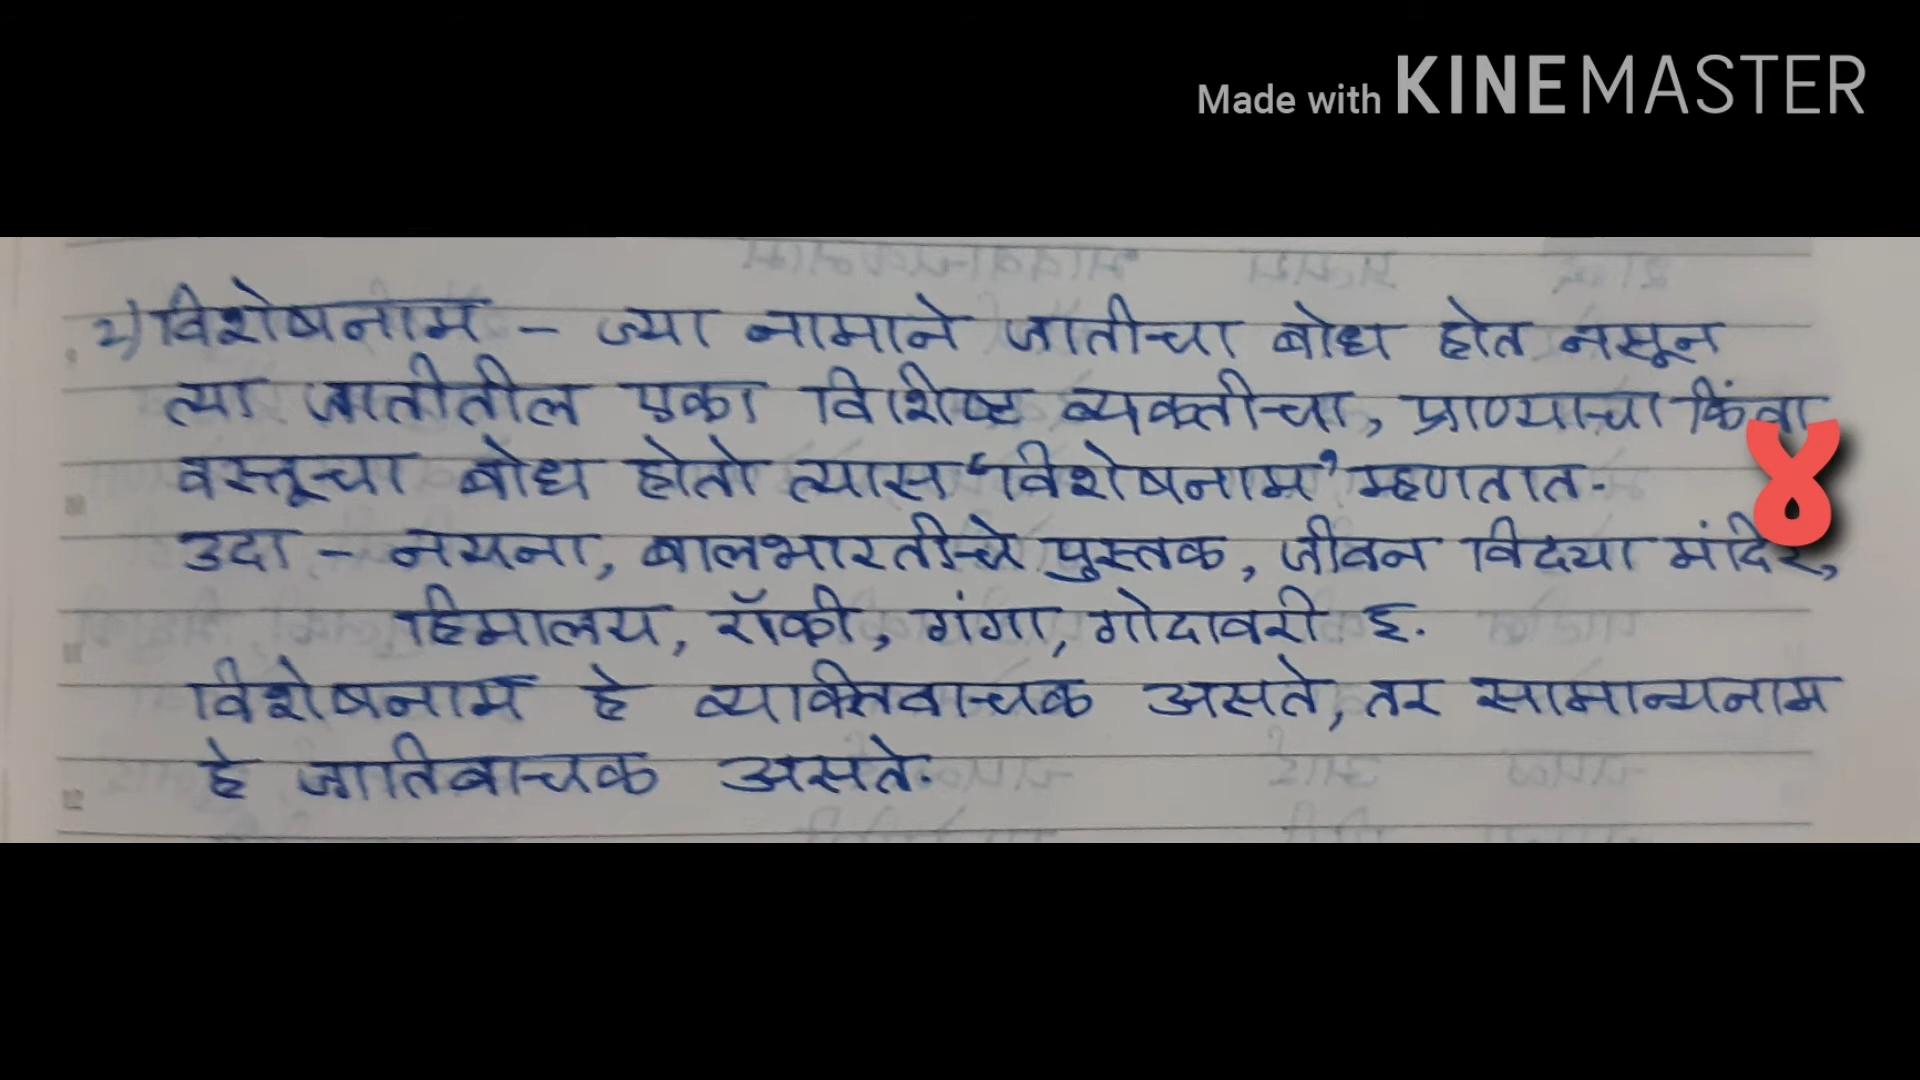 Made with KINEMASTER
२) विशेषनाम - ज्या नामाने जातीचा बोध होत नसून
त्या जातीतील एका विशिष्ट व्यक्तीचा, प्राण्याचा किंवा
वस्तूचा बोध होतो त्यास 'विशेषनाम' म्हणतात.
४
उदा - नयना, बालभारतीचे पुस्तक, जीवन विदया मंदिर,
हिमालय, रॉकी, गंगा, गोदावरी इ.
विशेषनाम हे व्यक्तिवाचक असते, तर सामान्यनाम
हे जातिवाचक असते.